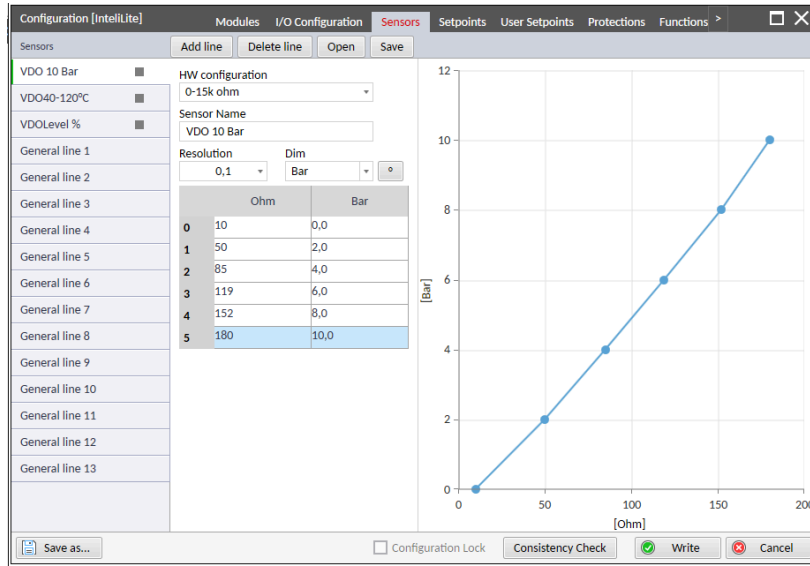 Configuration [InteliLite]
Modules I/O Configuration Sensors Setpoints User Setpoints Protections Functions >
Sensors
Add line Delete line Open Save
VDO 10 Bar
VDO40-120°C
VDOLevel %
General line 1
General line 2
General line 3
General line 4
General line 5
General line 6
General line 7
General line 8
General line 9
General line 10
General line 11
General line 12
General line 13
HW configuration
0-15k ohm
Sensor Name
VDO 10 Bar
Resolution Dim
0,1 Bar °
Ohm Bar
0 10 0,0
1 50 2,0
2 85 4,0
3 119 6,0
4 152 8,0
5 180 10,0
12
10
8
6
4
2
0
[Bar]
0 50 100 150 200
[Ohm]
Save as... Configuration Lock Consistency Check Write Cancel